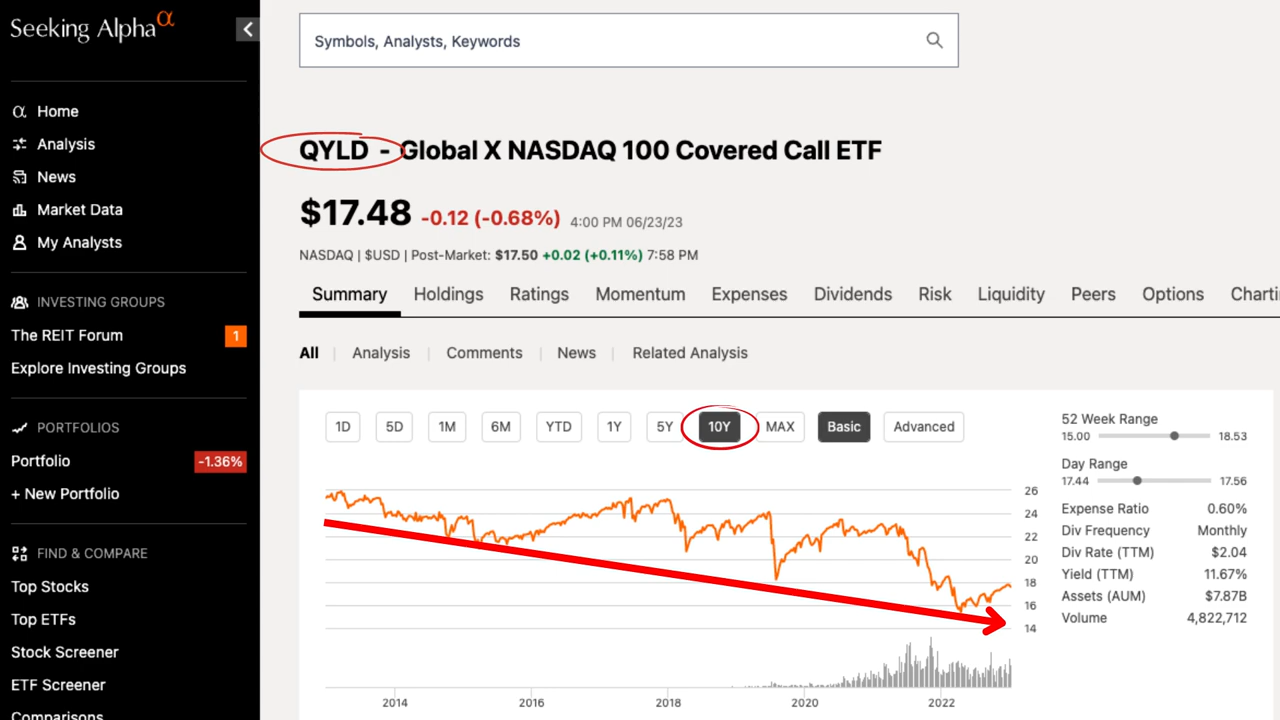 Seeking Alpha α
Symbols, Analysts, Keywords
Home
Analysis
News
Market Data
My Analysts
INVESTING GROUPS
The REIT Forum 1
Explore Investing Groups
PORTFOLIOS
Portfolio -1.36%
+ New Portfolio
FIND & COMPARE
Top Stocks
Top ETFs
Stock Screener
ETF Screener
Comparisons
QYLD - Global X NASDAQ 100 Covered Call ETF
$17.48 -0.12 (-0.68%) 4:00 PM 06/23/23
NASDAQ | $USD | Post-Market: $17.50 +0.02 (+0.11%) 7:58 PM
Summary Holdings Ratings Momentum Expenses Dividends Risk Liquidity Peers Options Charti
All | Analysis | Comments | News | Related Analysis
1D 5D 1M 6M YTD 1Y 5Y 10Y MAX Basic Advanced
26
24
22
20
18
16
14
2014 2016 2018 2020 2022
52 Week Range
15.00 18.53
Day Range
17.44 17.56
Expense Ratio 0.60%
Div Frequency Monthly
Div Rate (TTM) $2.04
Yield (TTM) 11.67%
Assets (AUM) $7.87B
Volume 4,822,712